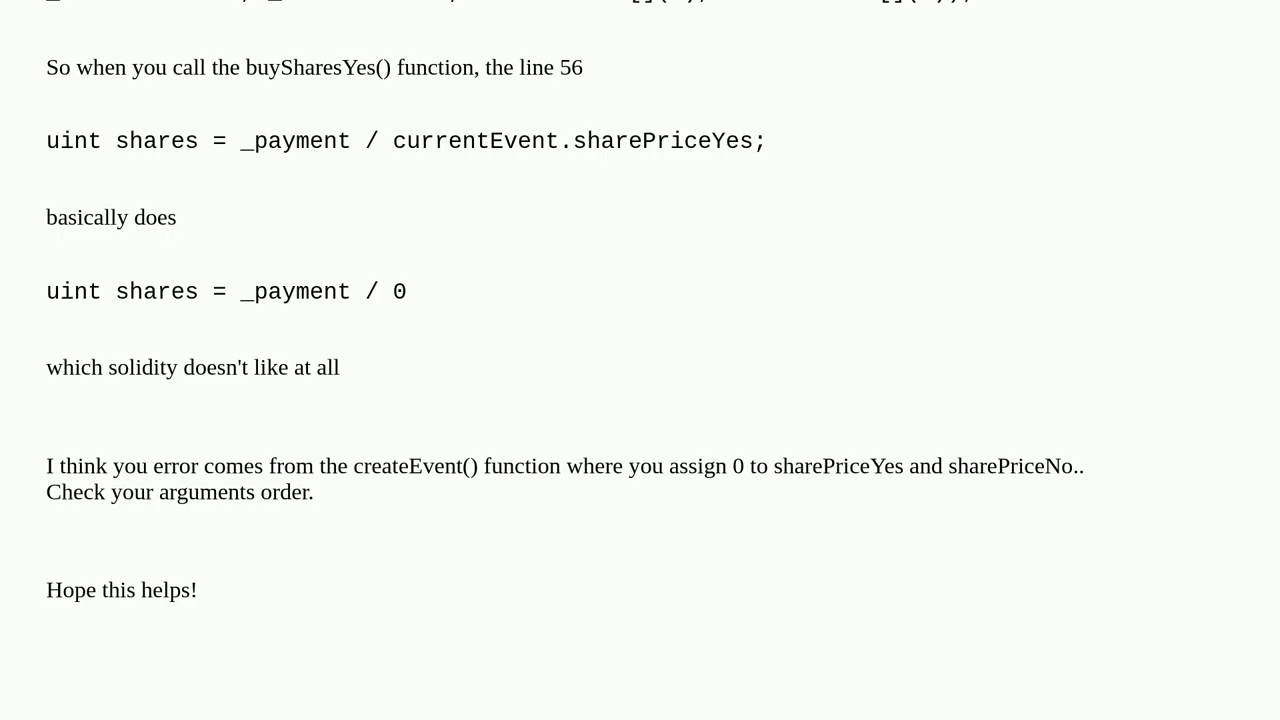 So when you call the buySharesYes() function, the line 56
uint shares = _payment / currentEvent.sharePriceYes;
basically does
uint shares = _payment / 0
which solidity doesn't like at all
I think you error comes from the createEvent() function where you assign 0 to sharePriceYes and sharePriceNo..
Check your arguments order.
Hope this helps!